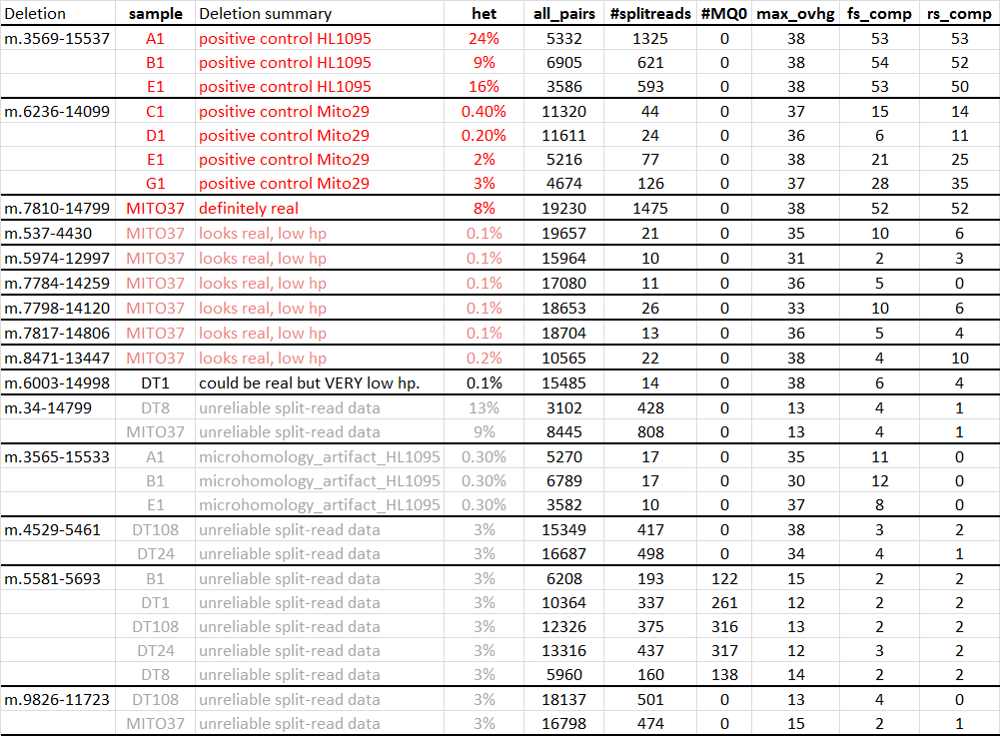 Deletion sample Deletion summary het all_pairs #splitreads #MQ0 max_ovhg fs_comp rs_comp
m.3569-15537 A1 positive control HL1095 24% 5332 1325 0 38 53 53
B1 positive control HL1095 9% 6905 621 0 38 54 52
E1 positive control HL1095 16% 3586 593 0 38 53 50
m.6236-14099 C1 positive control Mito29 0.40% 11320 44 0 37 15 14
D1 positive control Mito29 0.20% 11611 24 0 36 6 11
E1 positive control Mito29 2% 5216 77 0 38 21 25
G1 positive control Mito29 3% 4674 126 0 37 28 35
m.7810-14799 MITO37 definitely real 8% 19230 1475 0 38 52 52
m.537-4430 MITO37 looks real, low hp 0.1% 19657 21 0 35 10 6
m.5974-12997 MITO37 looks real, low hp 0.1% 15964 10 0 31 2 3
m.7784-14259 MITO37 looks real, low hp 0.1% 17080 11 0 36 5 0
m.7798-14120 MITO37 looks real, low hp 0.1% 18653 26 0 33 10 6
m.7817-14806 MITO37 looks real, low hp 0.1% 18704 13 0 36 5 4
m.8471-13447 MITO37 looks real, low hp 0.2% 10565 22 0 38 4 10
m.6003-14998 DT1 could be real but VERY low hp. 0.1% 15485 14 0 38 6 4
m.34-14799 DT8 unreliable split-read data 13% 3102 428 0 13 4 1
MITO37 unreliable split-read data 9% 8445 808 0 13 4 1
m.3565-15533 A1 microhomology_artifact_HL1095 0.30% 5270 17 0 35 11 0
B1 microhomology_artifact_HL1095 0.30% 6789 17 0 30 12 0
E1 microhomology_artifact_HL1095 0.30% 3582 10 0 37 8 0
m.4529-5461 DT108 unreliable split-read data 3% 15349 417 0 38 3 2
DT24 unreliable split-read data 3% 16687 498 0 34 4 1
m.5581-5693 B1 unreliable split-read data 3% 6208 193 122 15 2 2
DT1 unreliable split-read data 3% 10364 337 261 12 2 2
DT108 unreliable split-read data 3% 12326 375 316 13 2 2
DT24 unreliable split-read data 3% 13316 437 317 12 3 2
DT8 unreliable split-read data 3% 5960 160 138 14 2 2
m.9826-11723 DT108 unreliable split-read data 3% 18137 501 0 13 4 0
MITO37 unreliable split-read data 3% 16798 474 0 15 2 1